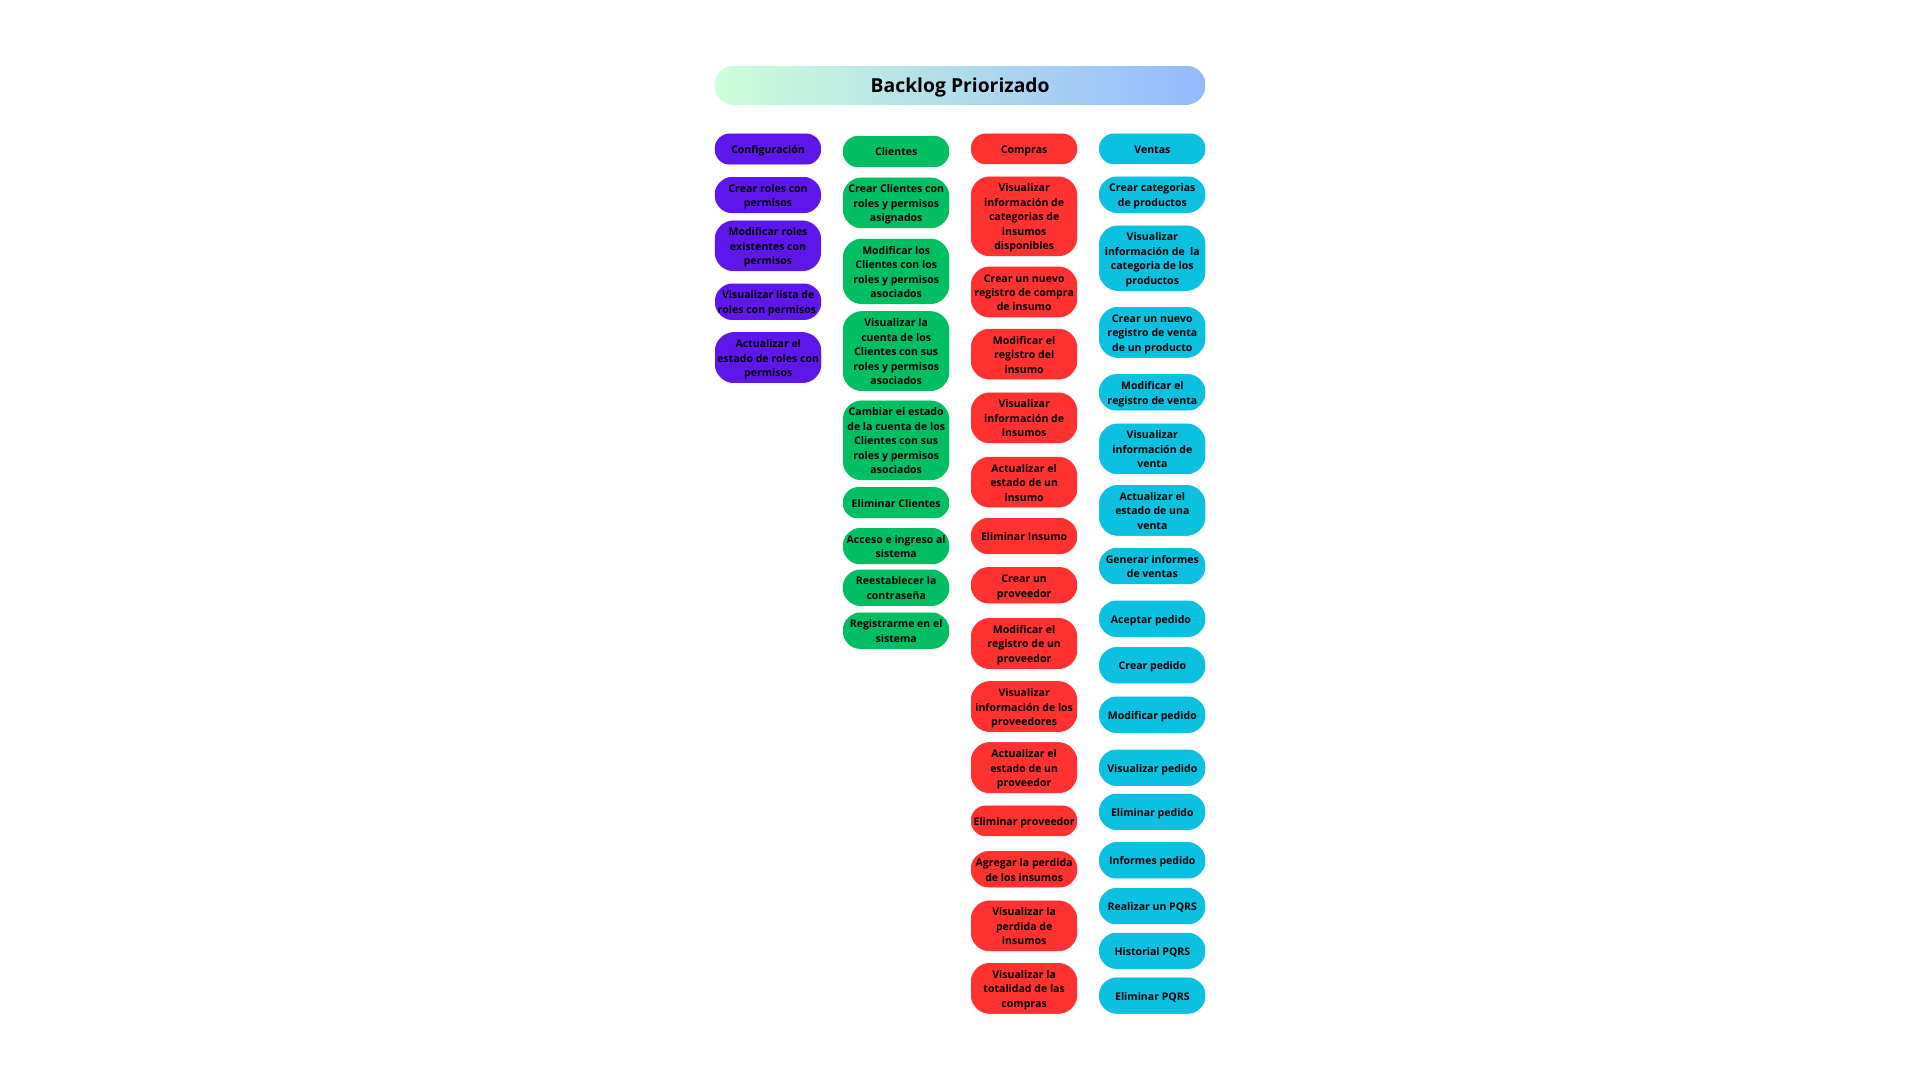 Backlog Priorizado
Configuración
Crear roles con
permisos
Modificar roles
existentes con
permisos
Visualizar lista de
roles con permisos
Actualizar el
estado de roles con
permisos
Clientes
Crear Clientes con
roles y permisos
asignados
Modificar los
Clientes con los
roles y permisos
asociados
Visualizar la
cuenta de los
Clientes con sus
roles y permisos
asociados
Cambiar el estado
de la cuenta de los
Clientes con sus
roles y permisos
asociados
Eliminar Clientes
Acceso e ingreso al
sistema
Reestablecer la
contraseña
Registrarme en el
sistema
Compras
Visualizar
información de
categorias de
insumos
disponibles
Crear un nuevo
registro de compra
de insumo
Modificar el
registro del
insumo
Visualizar
información de
insumos
Actualizar el
estado de un
insumo
Eliminar Insumo
Crear un
proveedor
Modificar el
registro de un
proveedor
Visualizar
información de los
proveedores
Actualizar el
estado de un
proveedor
Eliminar proveedor
Agregar la perdida
de los insumos
Visualizar la
perdida de
insumos
Visualizar la
totalidad de las
compras
Ventas
Crear categorias
de productos
Visualizar
información de  la
categoria de los
productos
Crear un nuevo
registro de venta
de un producto
Modificar el
registro de venta
Visualizar
información de
venta
Actualizar el
estado de una
venta
Generar informes
de ventas
Aceptar pedido
Crear pedido
Modificar pedido
Visualizar pedido
Eliminar pedido
Informes pedido
Realizar un PQRS
Historial PQRS
Eliminar PQRS